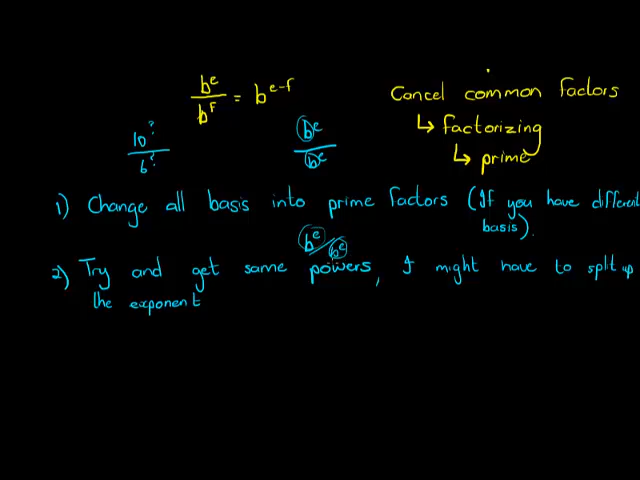 b^e / b^f = b^(e-f)
Cancel common factors
↳ factorizing
↳ prime
10^? / 6^?
b^e / b^e
1) Change all basis into prime factors (If you have different
basis).
b^e / b^e
2) Try and get same powers, I might have to split up
the exponent